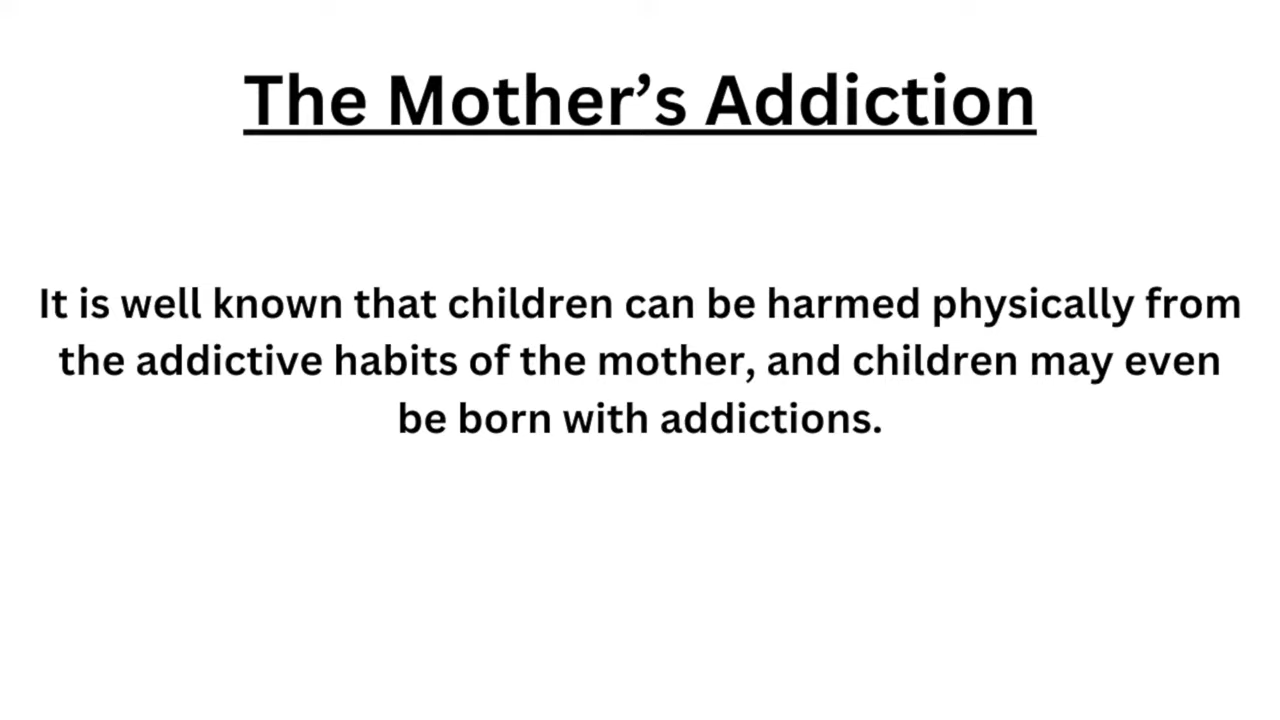 The Mother’s Addiction
It is well known that children can be harmed physically from
the addictive habits of the mother, and children may even
be born with addictions.